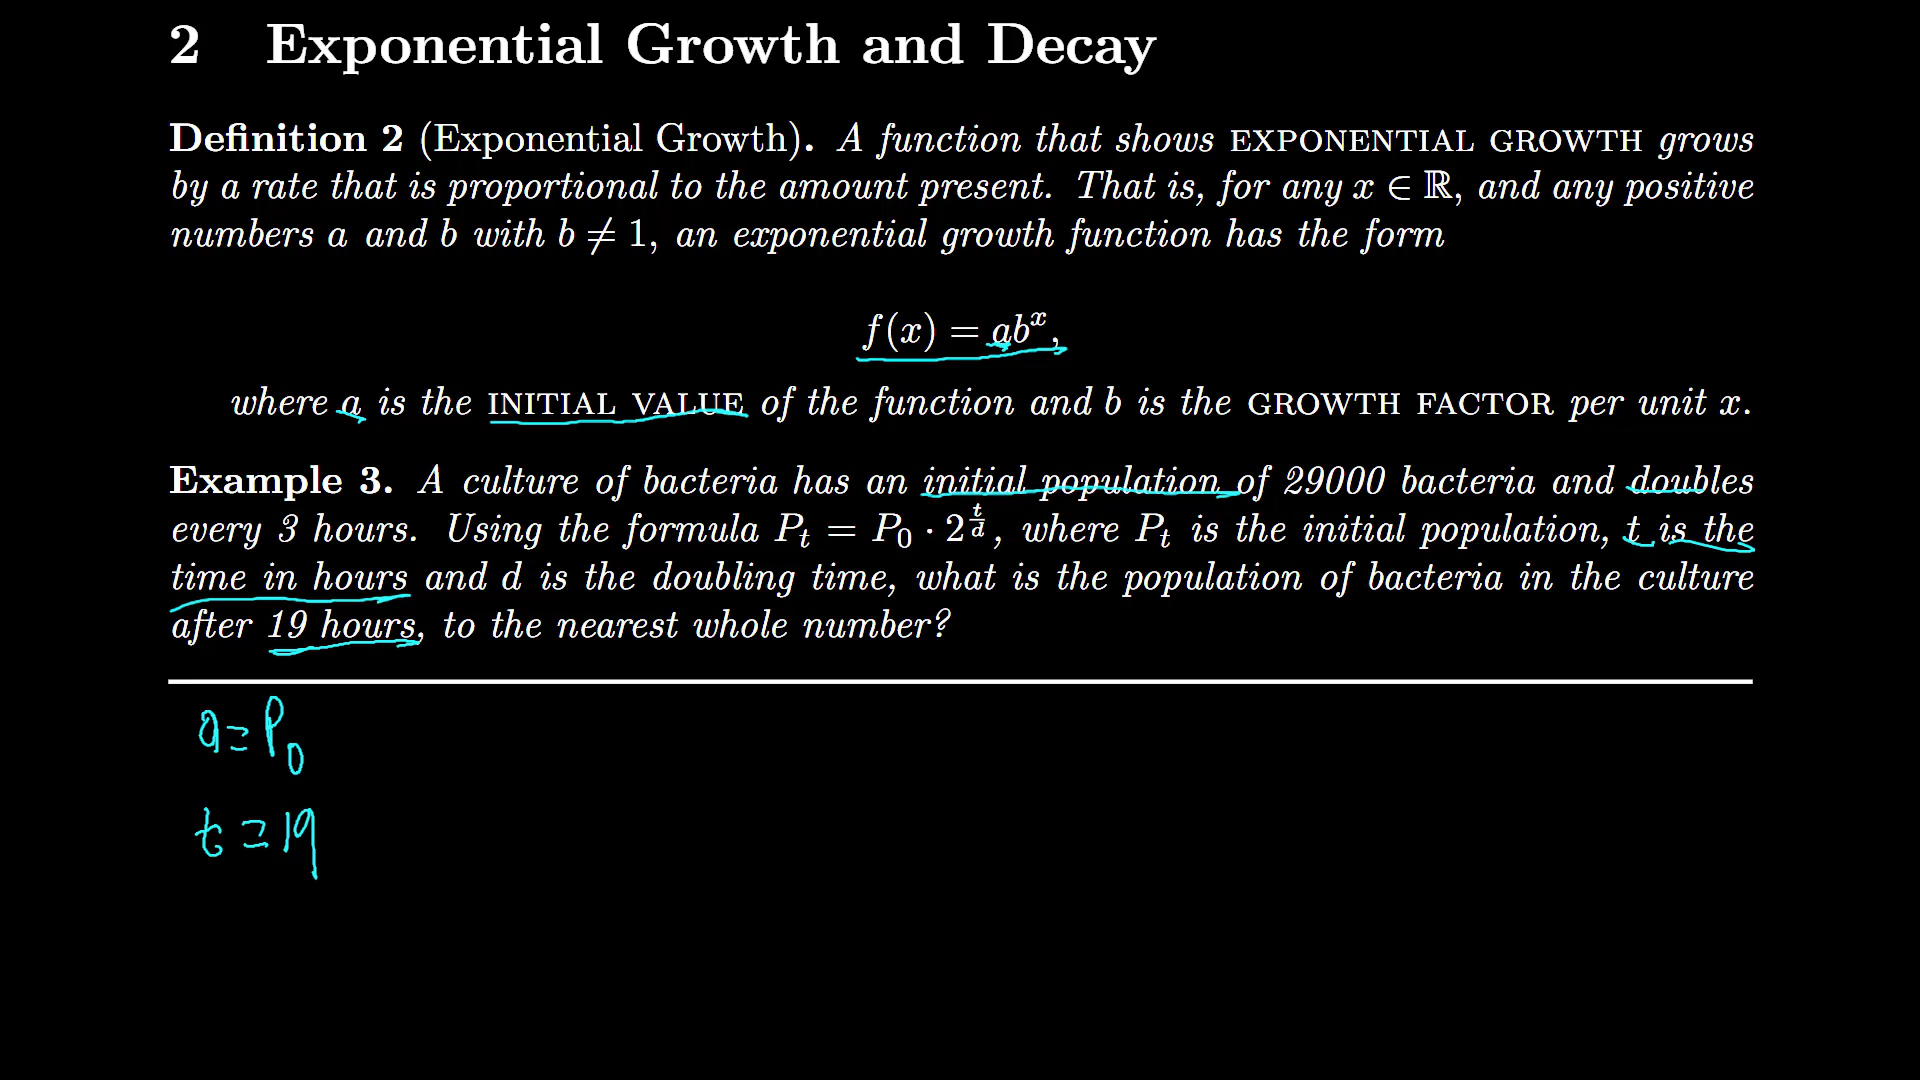 2 Exponential Growth and Decay
Definition 2 (Exponential Growth). A function that shows EXPONENTIAL GROWTH grows
by a rate that is proportional to the amount present. That is, for any x ∈ ℝ, and any positive
numbers a and b with b ≠ 1, an exponential growth function has the form
f(x) = abˣ,
where a is the INITIAL VALUE of the function and b is the GROWTH FACTOR per unit x.
Example 3. A culture of bacteria has an initial population of 29000 bacteria and doubles
every 3 hours. Using the formula P_t = P_0 · 2^{t/d}, where P_t is the initial population, t is the
time in hours and d is the doubling time, what is the population of bacteria in the culture
after 19 hours, to the nearest whole number?
a = P_0
t = 19